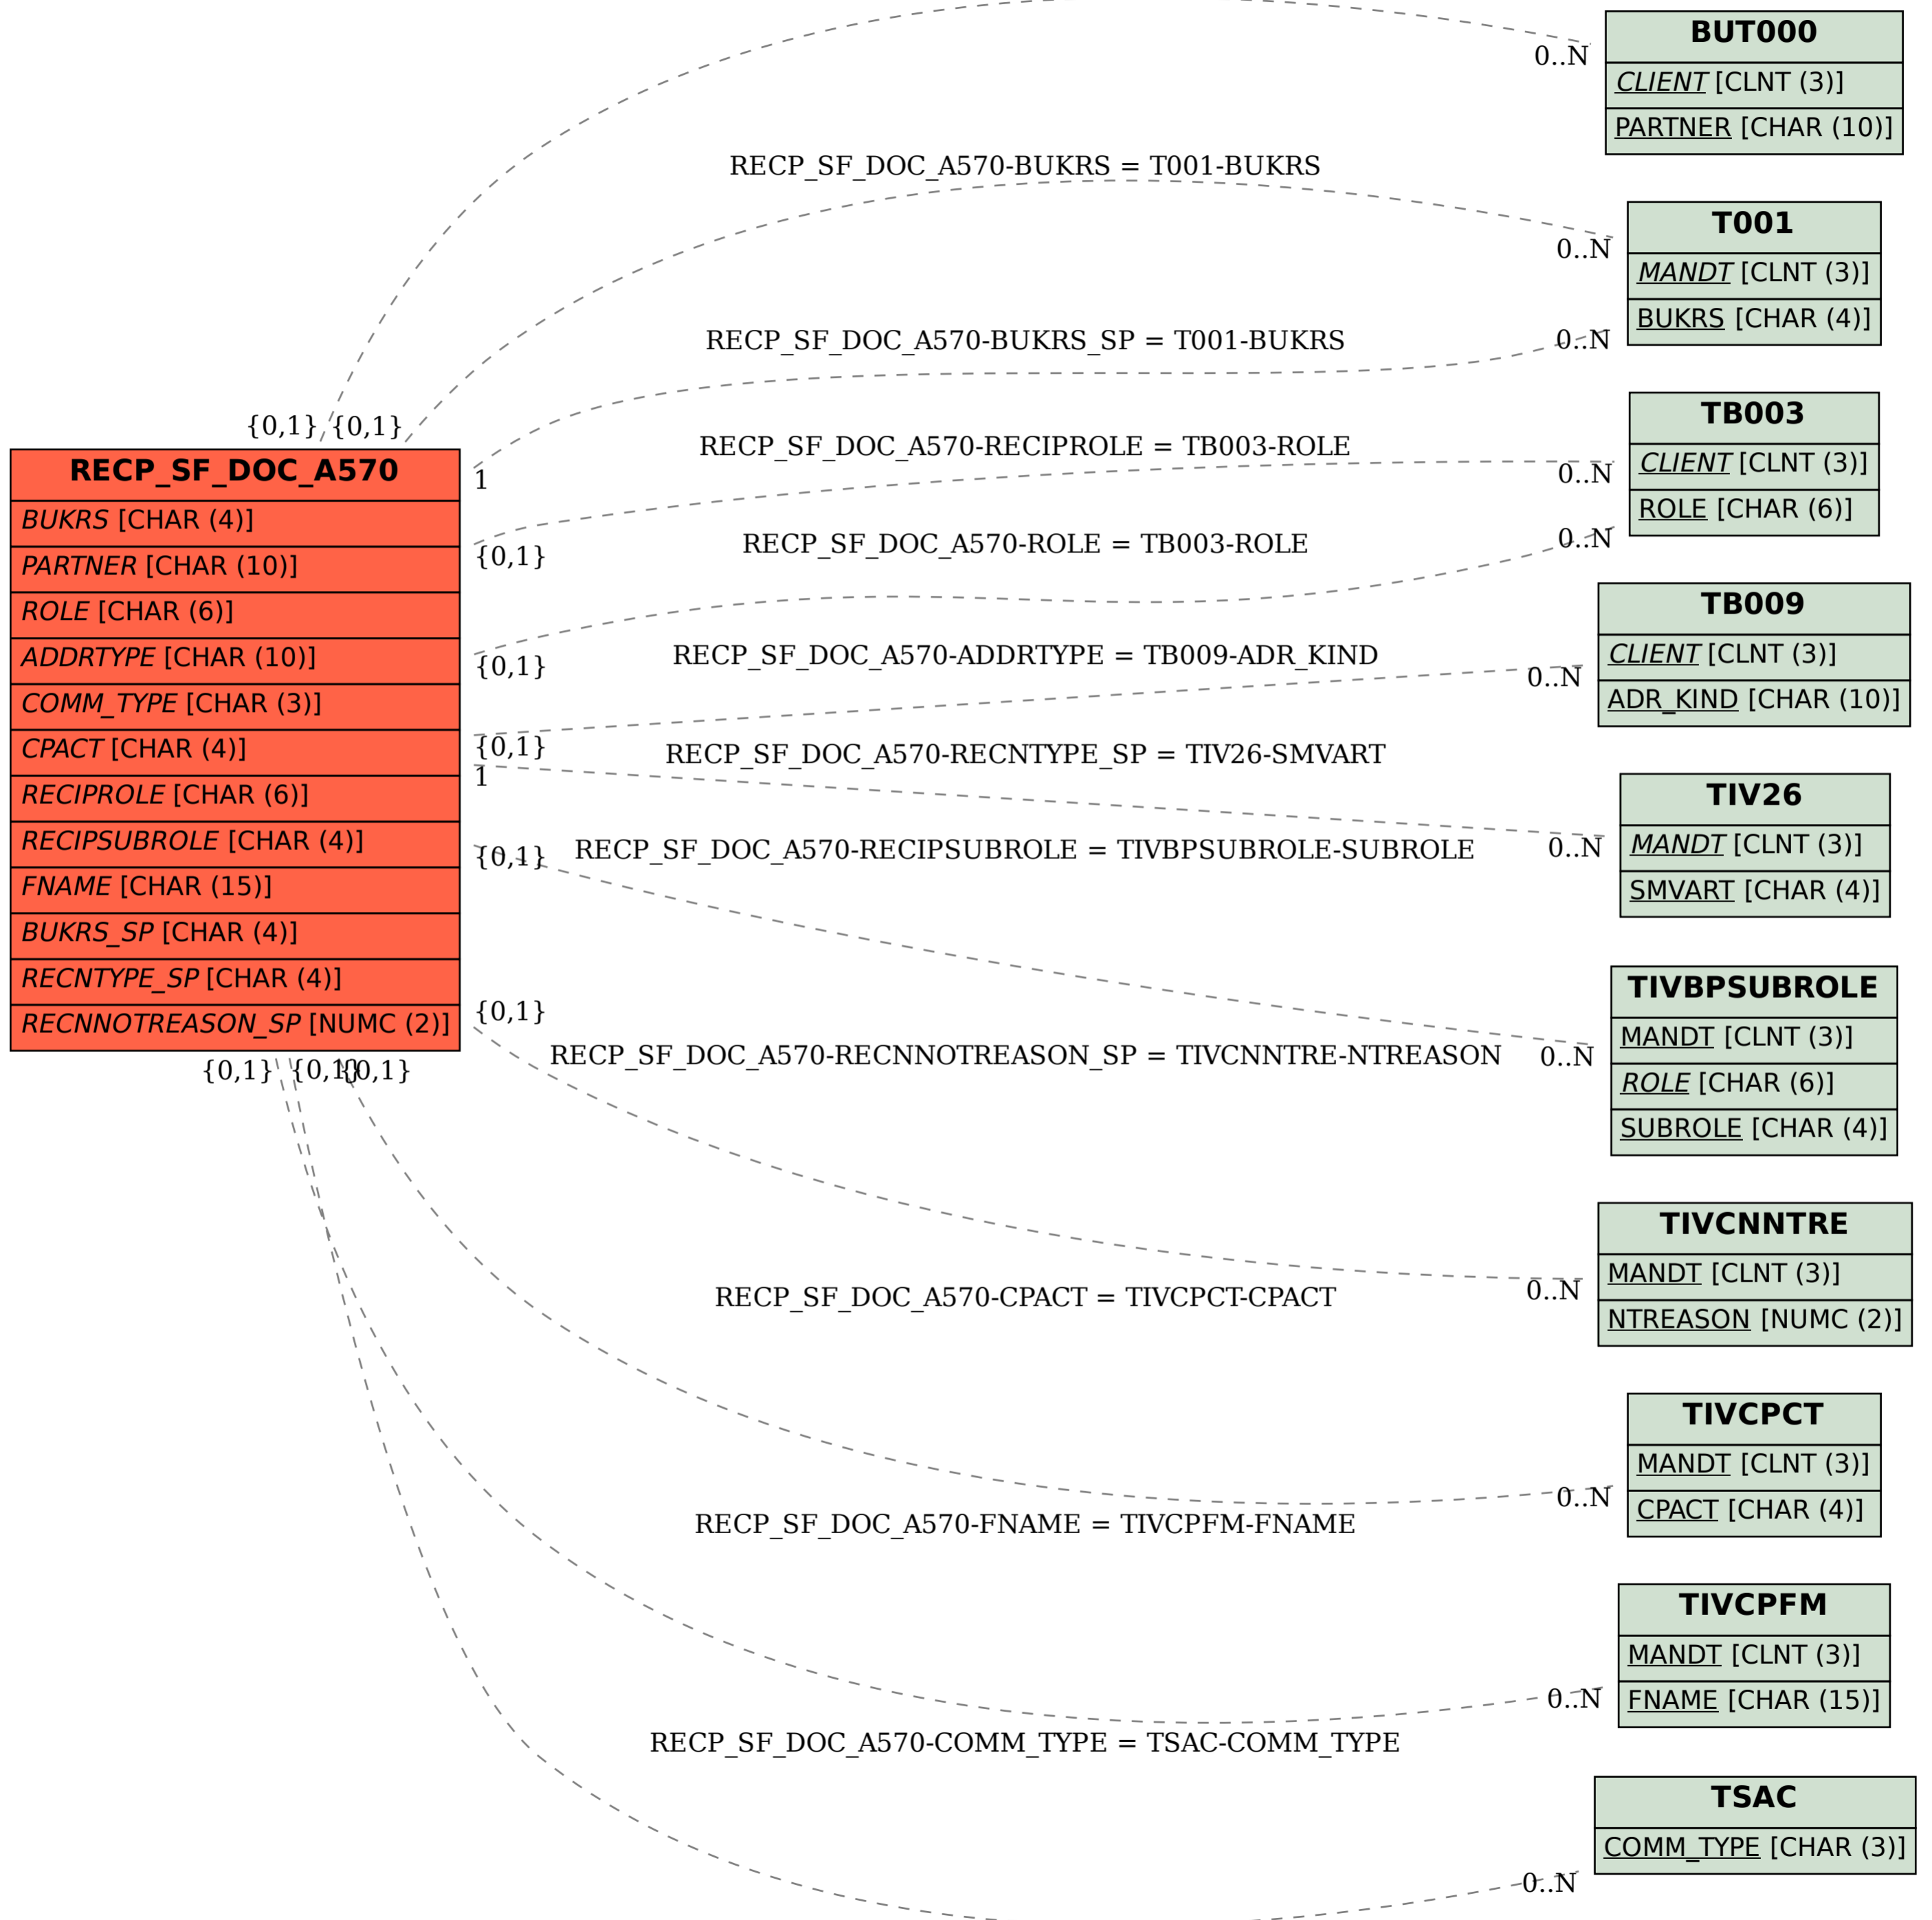 RECP_SF_DOC_A570
BUKRS [CHAR (4)]
PARTNER [CHAR (10)]
ROLE [CHAR (6)]
ADDRTYPE [CHAR (10)]
COMM_TYPE [CHAR (3)]
CPACT [CHAR (4)]
RECIPROLE [CHAR (6)]
RECIPSUBROLE [CHAR (4)]
FNAME [CHAR (15)]
BUKRS_SP [CHAR (4)]
RECNTYPE_SP [CHAR (4)]
RECNNOTREASON_SP [NUMC (2)]
{0,1}
{0,1}
1
{0,1}
{0,1}
{0,1}
1
{0,1}
{0,1}
{0,1}
{0,1}
{0,1}
RECP_SF_DOC_A570-BUKRS = T001-BUKRS
RECP_SF_DOC_A570-BUKRS_SP = T001-BUKRS
RECP_SF_DOC_A570-RECIPROLE = TB003-ROLE
RECP_SF_DOC_A570-ROLE = TB003-ROLE
RECP_SF_DOC_A570-ADDRTYPE = TB009-ADR_KIND
RECP_SF_DOC_A570-RECNTYPE_SP = TIV26-SMVART
RECP_SF_DOC_A570-RECIPSUBROLE = TIVBPSUBROLE-SUBROLE
RECP_SF_DOC_A570-RECNNOTREASON_SP = TIVCNNTRE-NTREASON
RECP_SF_DOC_A570-CPACT = TIVCPCT-CPACT
RECP_SF_DOC_A570-FNAME = TIVCPFM-FNAME
RECP_SF_DOC_A570-COMM_TYPE = TSAC-COMM_TYPE
0..N
0..N
0..N
0..N
0..N
0..N
0..N
0..N
0..N
0..N
0..N
0..N
BUT000
CLIENT [CLNT (3)]
PARTNER [CHAR (10)]
T001
MANDT [CLNT (3)]
BUKRS [CHAR (4)]
TB003
CLIENT [CLNT (3)]
ROLE [CHAR (6)]
TB009
CLIENT [CLNT (3)]
ADR_KIND [CHAR (10)]
TIV26
MANDT [CLNT (3)]
SMVART [CHAR (4)]
TIVBPSUBROLE
MANDT [CLNT (3)]
ROLE [CHAR (6)]
SUBROLE [CHAR (4)]
TIVCNNTRE
MANDT [CLNT (3)]
NTREASON [NUMC (2)]
TIVCPCT
MANDT [CLNT (3)]
CPACT [CHAR (4)]
TIVCPFM
MANDT [CLNT (3)]
FNAME [CHAR (15)]
TSAC
COMM_TYPE [CHAR (3)]